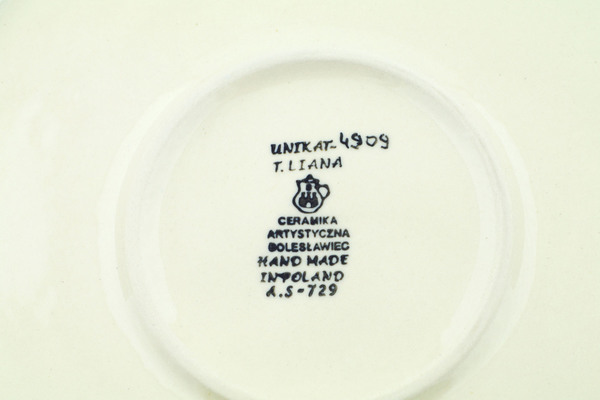 UNIKAT-4909
T. LIANA
CERAMIKA
ARTYSTYCZNA
BOLESŁAWIEC
HAND MADE
IN POLAND
A.S-729